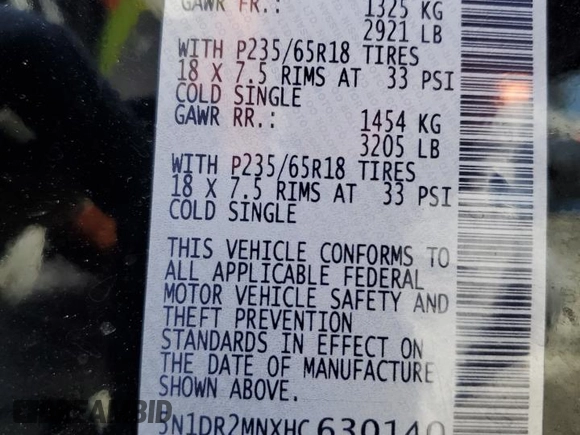 GAWR FR.: 1325 KG
2921 LB
WITH P235/65R18 TIRES
18 X 7.5 RIMS AT 33 PSI
COLD SINGLE
GAWR RR.: 1454 KG
3205 LB
WITH P235/65R18 TIRES
18 X 7.5 RIMS AT 33 PSI
COLD SINGLE
THIS VEHICLE CONFORMS TO
ALL APPLICABLE FEDERAL
MOTOR VEHICLE SAFETY AND
THEFT PREVENTION
STANDARDS IN EFFECT ON
THE DATE OF MANUFACTURE
SHOWN ABOVE.
5N1DR2MNXHC630140